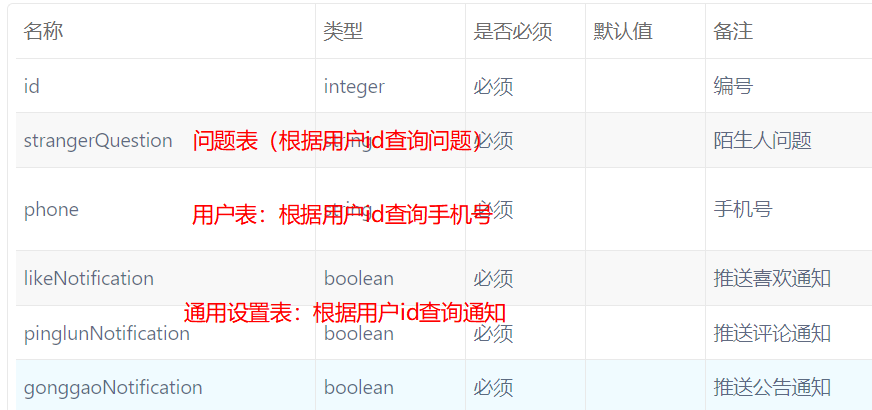 名称 类型 是否必须 默认值 备注
id integer 必须 编号
strangerQuestion 问题表（根据用户id查询问题） string 必须 陌生人问题
phone 用户表：根据用户id查询手机号 string 必须 手机号
likeNotification boolean 必须 推送喜欢通知
通用设置表：根据用户id查询通知
pinglunNotification boolean 必须 推送评论通知
gonggaoNotification boolean 必须 推送公告通知